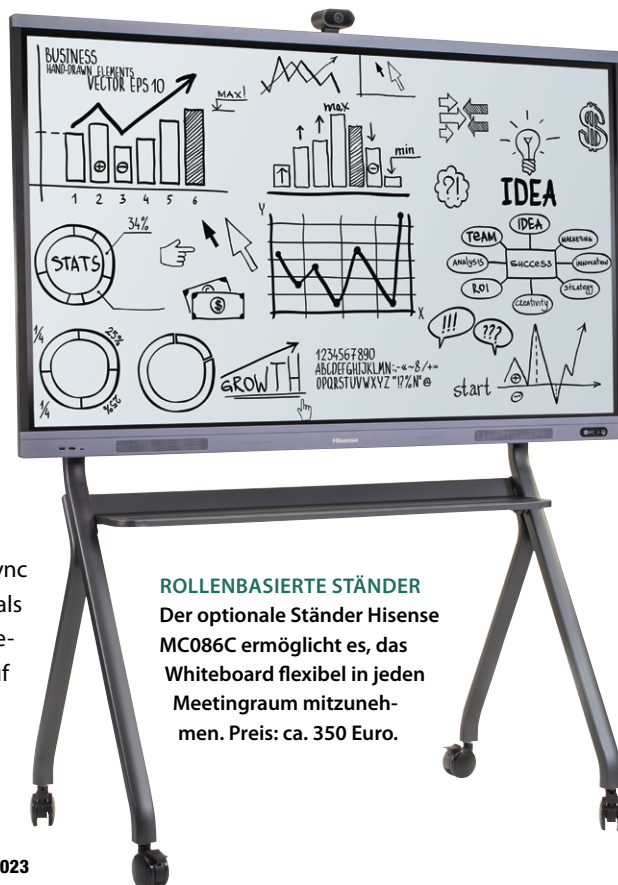 BUSINESS
HAND-DRAWN ELEMENTS
VECTOR EPS 10
MAX!
1 2 3 4 5 6
max
min
?!
IDEA
$
34%
STATS
$
Y
X
TEAM
IDEA
MARKETING
ANALYSIS
SUCCESS
INNOVATION
ROI
CREATIVITY
STRATEGY
!!!
???
1/4
25%
1/4
25%
GROWTH
1234567890
ABCDEFGHIJKLMN:-«~8/+=
OPQRSTUVWXYZ "!?%№@
start
Hisense
ync
als
e-
f
ROLLENBASIERTE STÄNDER
Der optionale Ständer Hisense
MC086C ermöglicht es, das
Whiteboard flexibel in jeden
Meetingraum mitzuneh-
men. Preis: ca. 350 Euro.
023